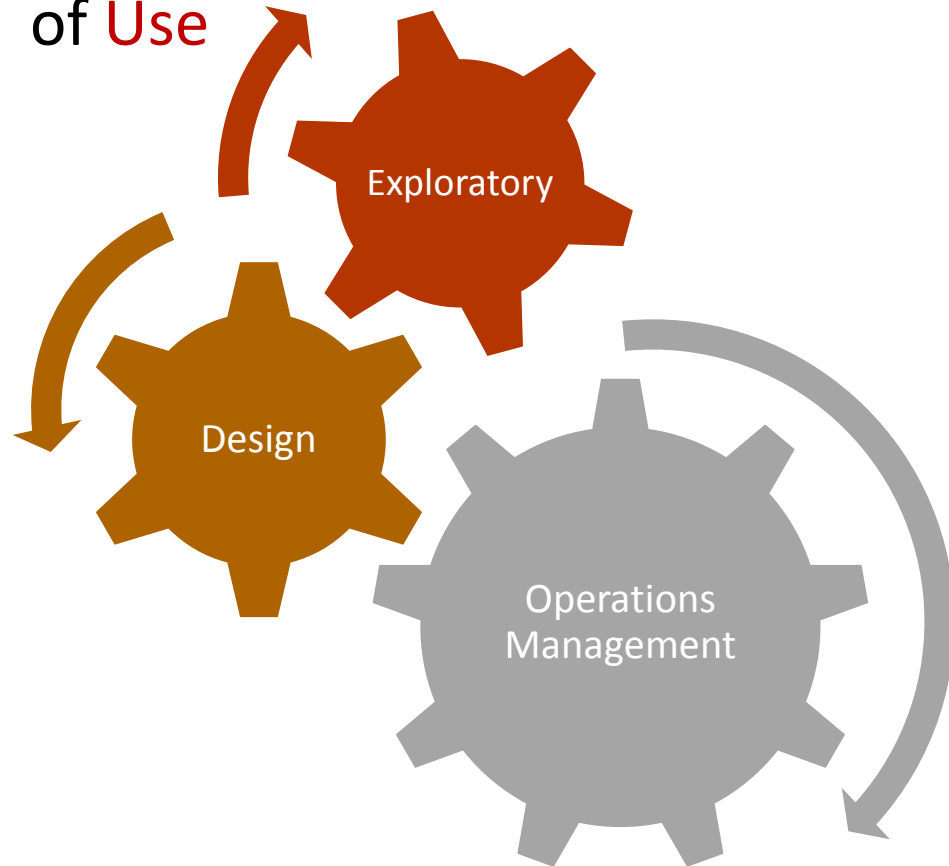 of Use
Exploratory
Design
Operations
Management